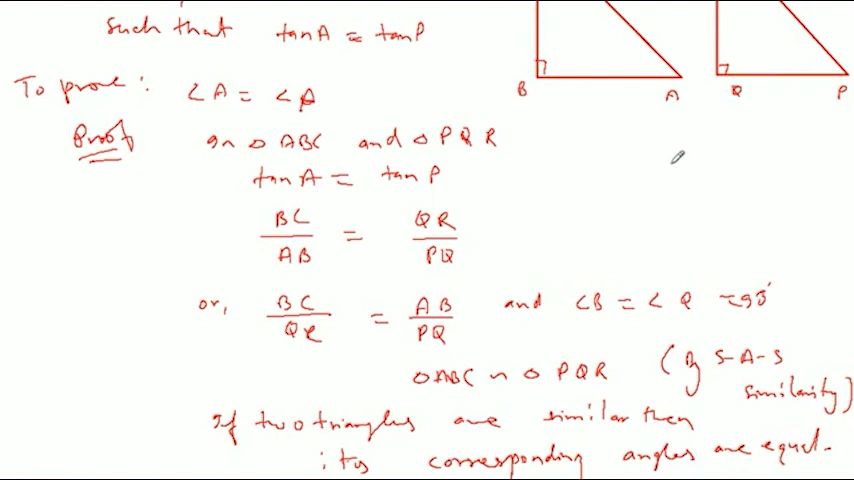 such that tanA = tanP
B A Q P
To prove: ∠A = ∠P
Proof In △ ABC and △ PQR
tanA = tanP
BC/AB = QR/PQ
or, BC/QR = AB/PQ and ∠B = ∠Q = 90°
△ABC ~ △ PQR (By S-A-S similarity)
If two triangles are similar then
its corresponding angles are equal.